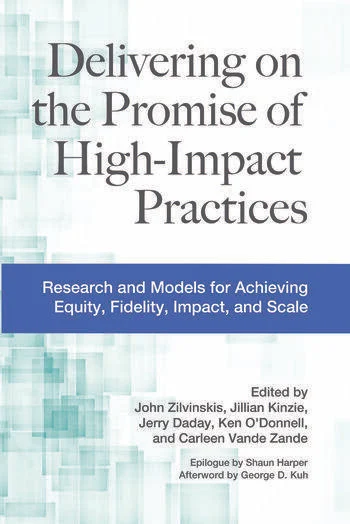 Delivering on
the Promise of
High-Impact
Practices
Research and Models for Achieving
Equity, Fidelity, Impact, and Scale
Edited by
John Zilvinskis, Jillian Kinzie,
Jerry Daday, Ken O'Donnell,
and Carleen Vande Zande
Epilogue by Shaun Harper
Afterword by George D. Kuh